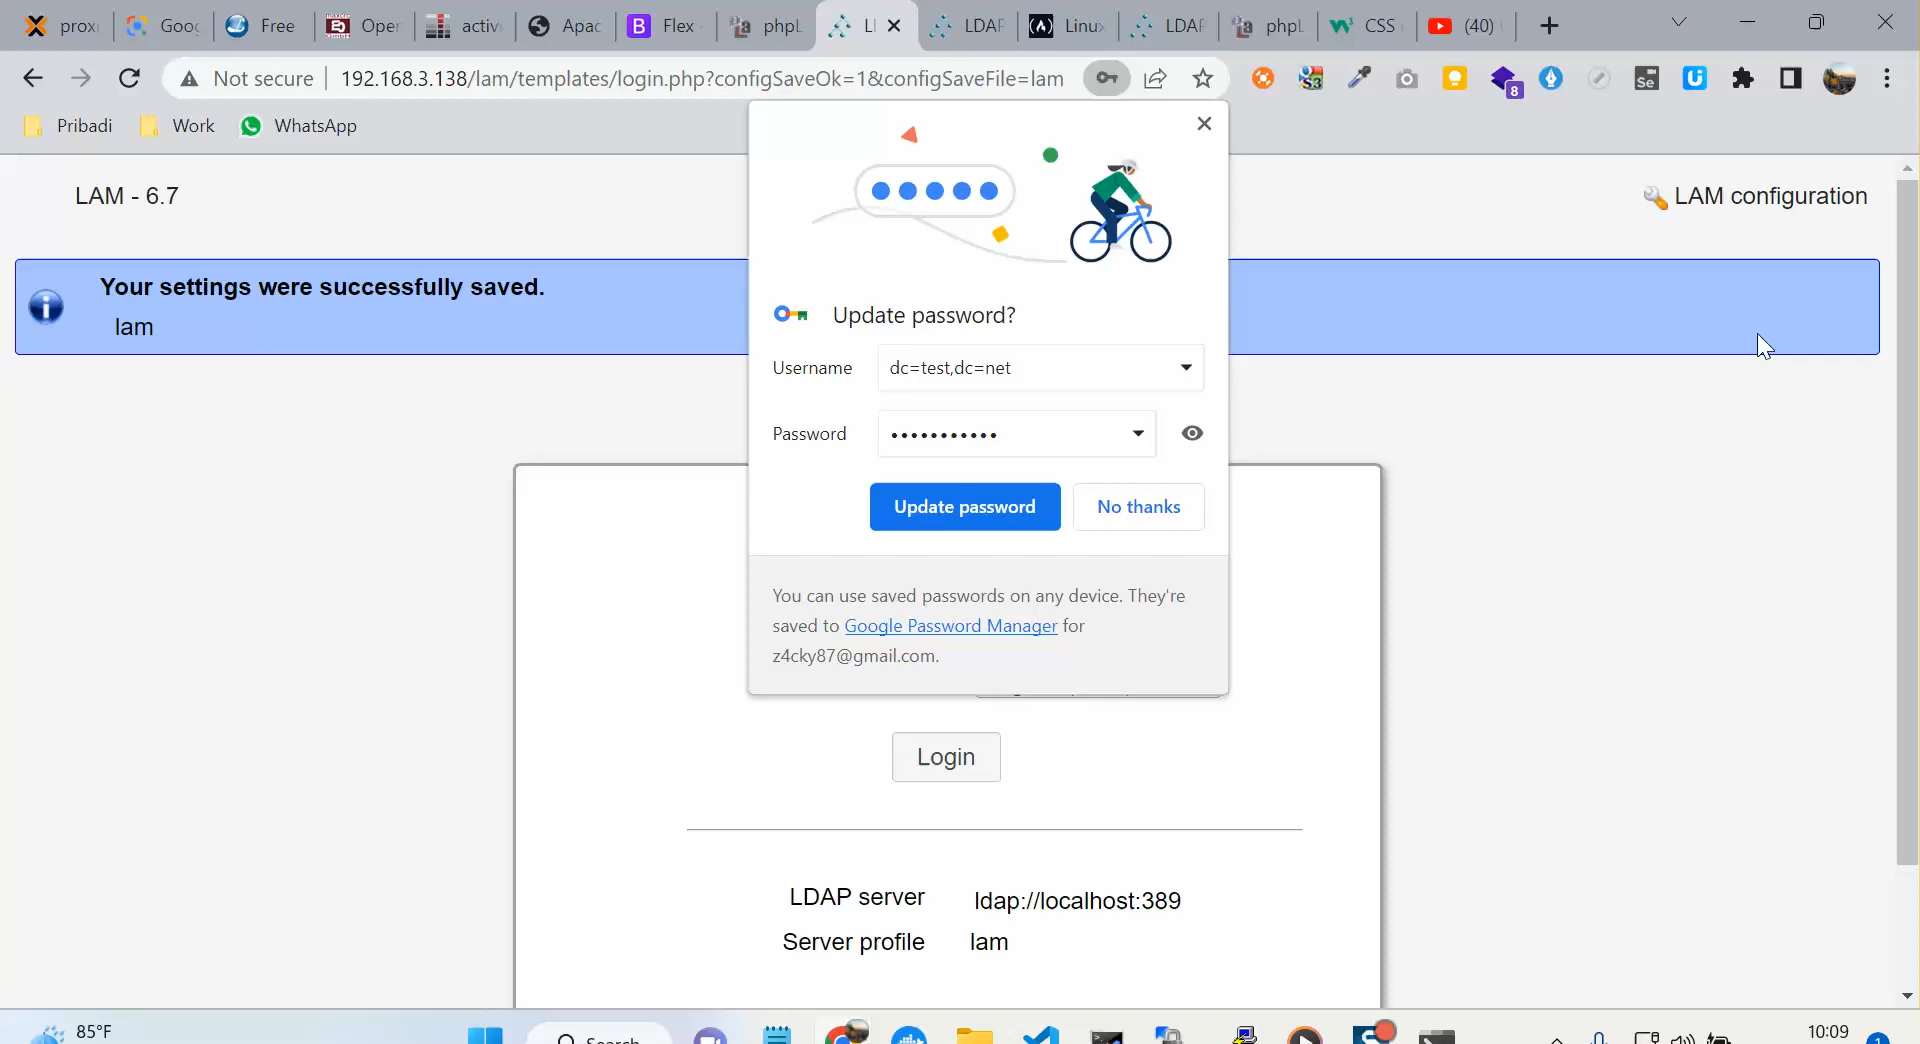 prox
Goog
Free
Oper
activ
Apac
Flex
phpL
LI
LDAP
Linux
LDAP
phpL
CSS
(40)
Not secure
192.168.3.138/lam/templates/login.php?configSaveOk=1&configSaveFile=lam
8
Pribadi
Work
WhatsApp
LAM - 6.7
LAM configuration
Your settings were successfully saved.
lam
Update password?
Username
dc=test,dc=net
Password
Update password
No thanks
You can use saved passwords on any device. They're
saved to Google Password Manager for
z4cky87@gmail.com.
Login
LDAP server
ldap://localhost:389
Server profile
lam
85°F
Search
10:09